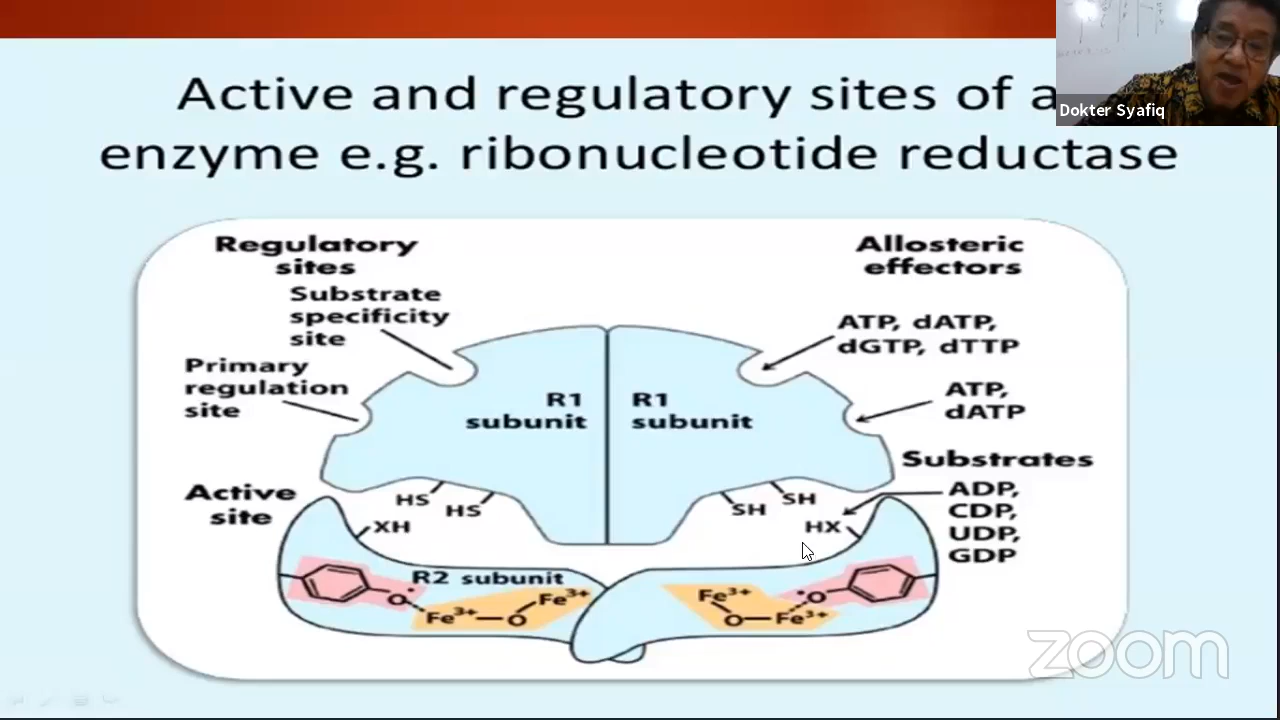 Active and regulatory sites of a
enzyme e.g. ribonucleotide reductase
Dokter Syafiq
Regulatory
sites
Substrate
specificity
site
Primary
regulation
site
Active
site
R1
subunit
R1
subunit
Allosteric
effectors
ATP, dATP,
dGTP, dTTP
ATP,
dATP
Substrates
ADP,
CDP,
UDP,
GDP
HS
HS
XH
SH
SH
HX
R2 subunit
O•
Fe³⁺
O
Fe³⁺
Fe³⁺
O
Fe³⁺
•O
zoom